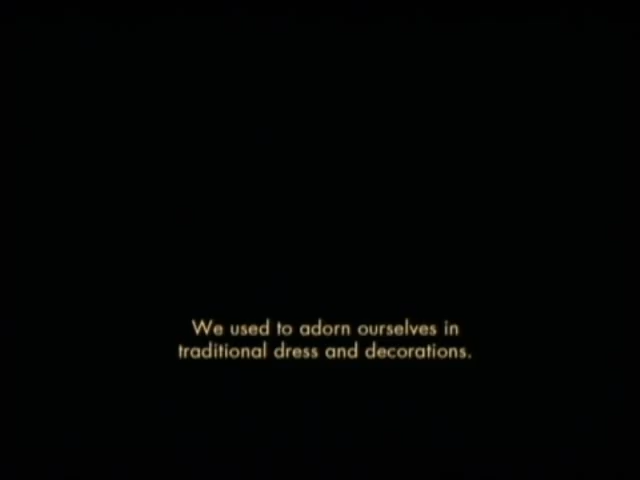 We used to adorn ourselves in
traditional dress and decorations.